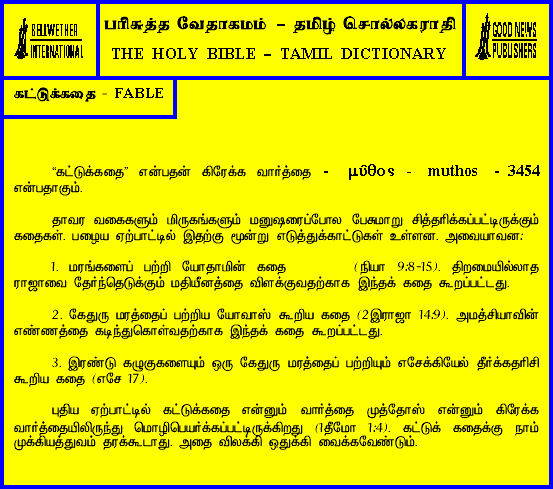 BELLWETHER
INTERNATIONAL
பரிசுத்த வேதாகமம் – தமிழ் சொல்லகராதி
THE HOLY BIBLE – TAMIL DICTIONARY
GOOD NEWS
PUBLISHERS
கட்டுக்கதை - FABLE
“கட்டுக்கதை” என்பதன் கிரேக்க வார்த்தை - μῦθος - muthos - 3454
என்பதாகும்.
தாவர வகைகளும் மிருகங்களும் மனுஷரைப்போல பேசுமாறு சித்தரிக்கப்பட்டிருக்கும்
கதைகள். பழைய ஏற்பாட்டில் இதற்கு மூன்று எடுத்துக்காட்டுகள் உள்ளன. அவையாவன:
1. மரங்களைப் பற்றி யோதாமின் கதை (நியா 9:8-15). திறமையில்லாத
ராஜாவை தேர்ந்தெடுக்கும் மதியீனத்தை விளக்குவதற்காக இந்தக் கதை கூறப்பட்டது.
2. கேதுரு மரத்தைப் பற்றிய யோவாஸ் கூறிய கதை (2இராஜா 14:9). அமத்சியாவின்
எண்ணத்தை கடிந்துகொள்வதற்காக இந்தக் கதை கூறப்பட்டது.
3. இரண்டு கழுகுகளையும் ஒரு கேதுரு மரத்தைப் பற்றியும் எசேக்கியேல் தீர்க்கதரிசி
கூறிய கதை (எசே 17).
புதிய ஏற்பாட்டில் கட்டுக்கதை என்னும் வார்த்தை முத்தோஸ் என்னும் கிரேக்க
வார்த்தையிலிருந்து மொழிபெயர்க்கப்பட்டிருக்கிறது (1தீமோ 1:4). கட்டுக் கதைக்கு நாம்
முக்கியத்துவம் தரக்கூடாது. அதை விலக்கி ஒதுக்கி வைக்கவேண்டும்.